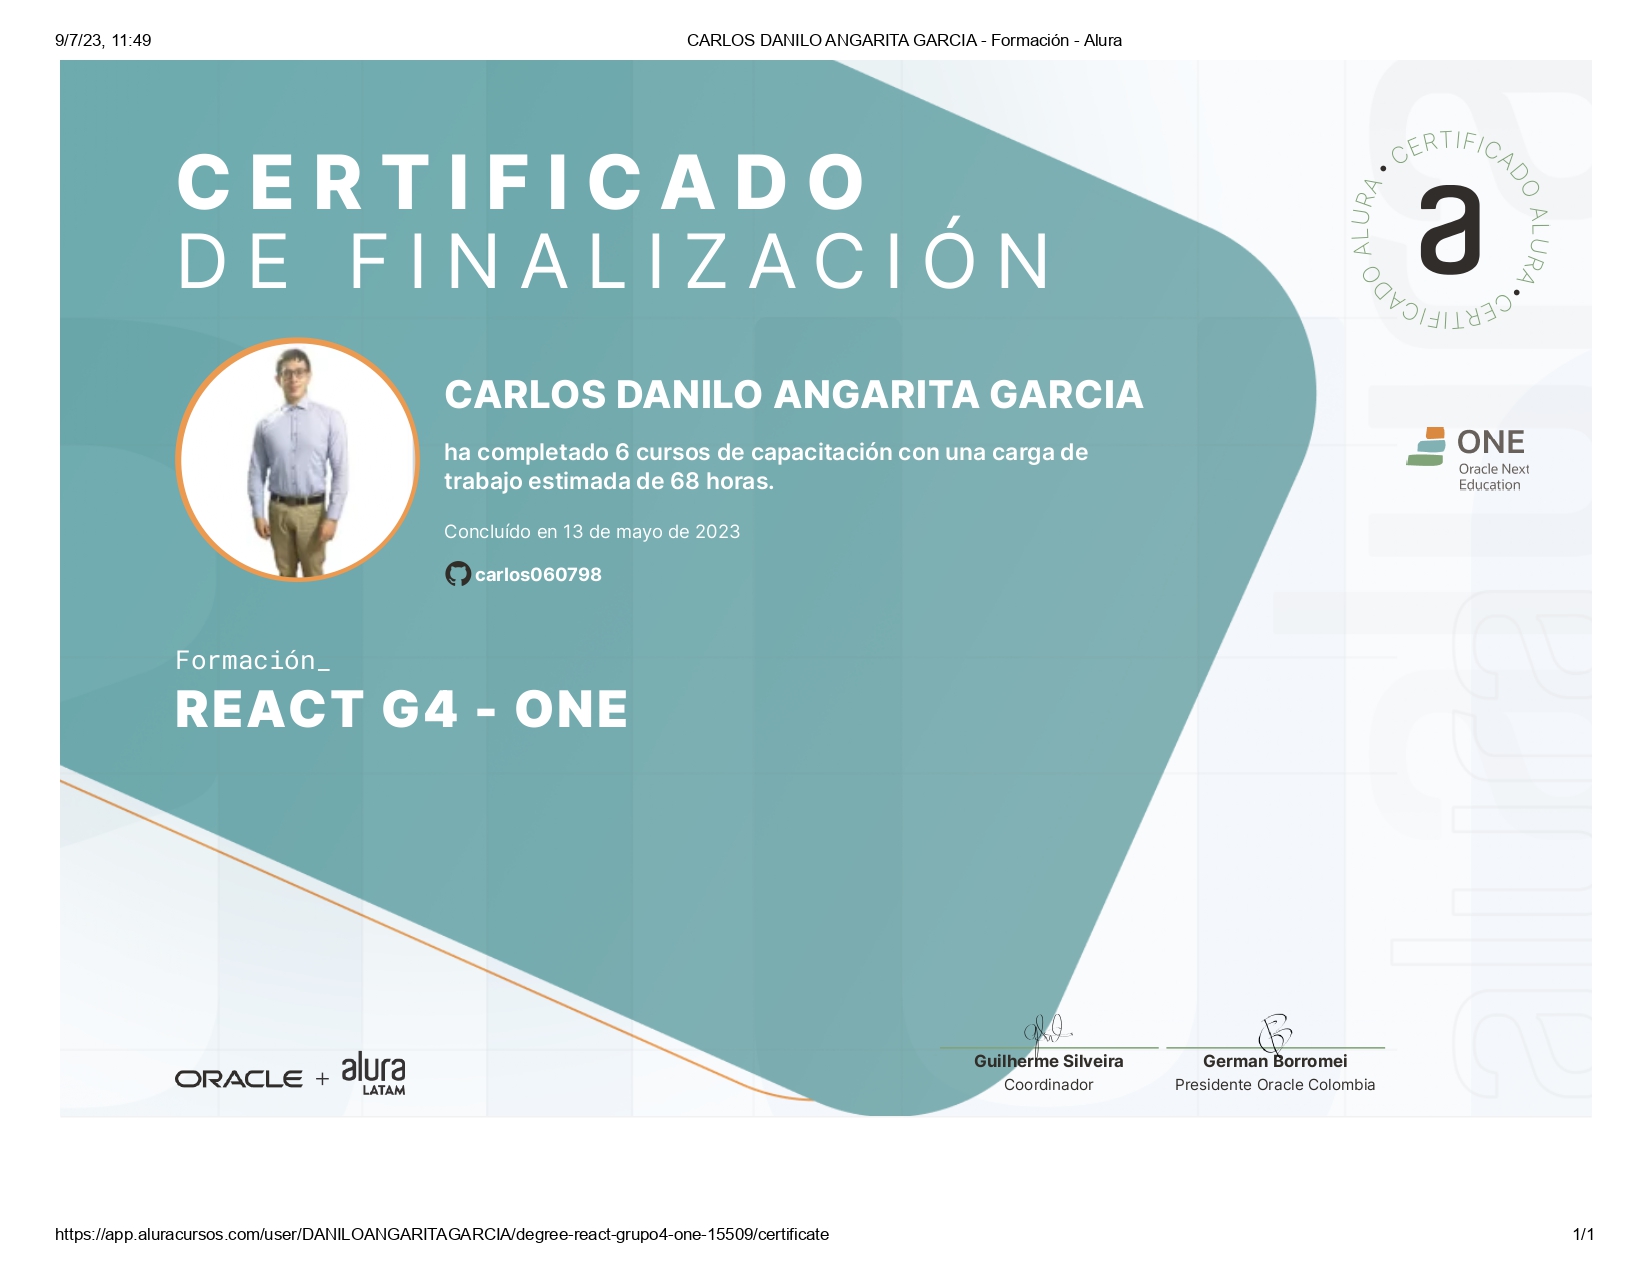 9/7/23, 11:49
CARLOS DANILO ANGARITA GARCIA - Formación - Alura
CERTIFICADO
DE FINALIZACIÓN
• CERTIFICADO ALURA • CERTIFICADO ALURA
a
CARLOS DANILO ANGARITA GARCIA
ha completado 6 cursos de capacitación con una carga de
trabajo estimada de 68 horas.
Concluído en 13 de mayo de 2023
carlos060798
ONE
Oracle Next
Education
Formación_
REACT G4 - ONE
alura
ORACLE + alura
LATAM
Guilherme Silveira
Coordinador
German Borromei
Presidente Oracle Colombia
https://app.aluracursos.com/user/DANILOANGARITAGARCIA/degree-react-grupo4-one-15509/certificate
1/1